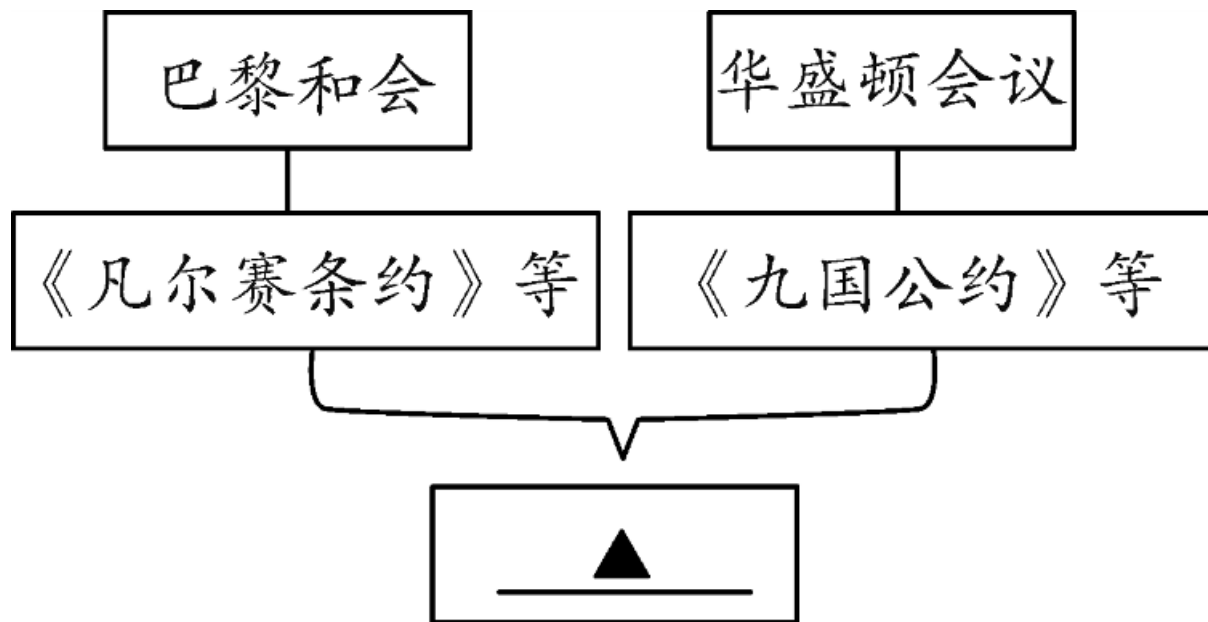 巴黎和会
华盛顿会议
《凡尔赛条约》等
《九国公约》等